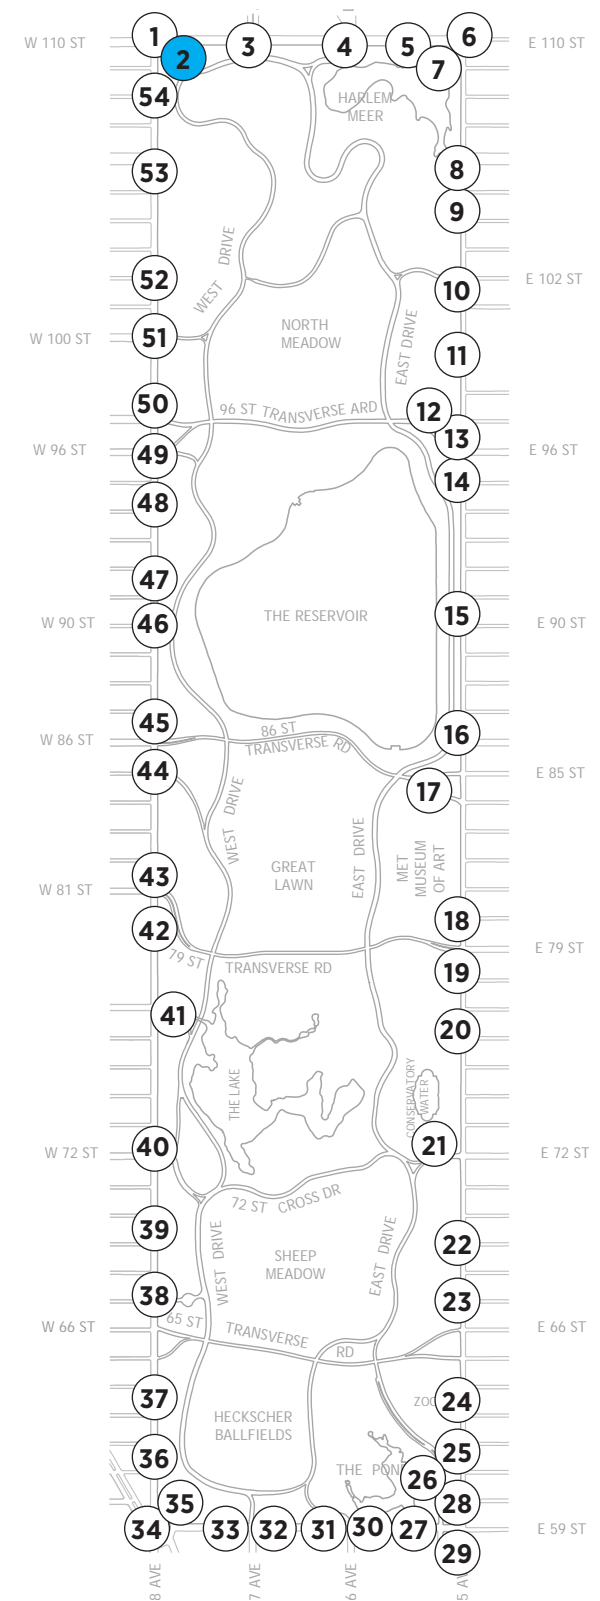 1
2
3
4
5
6
W 110 ST
E 110 ST
7
54
HARLEM
MEER
53
8
9
WEST DRIVE
52
10
E 102 ST
NORTH
MEADOW
EAST DRIVE
W 100 ST
51
11
50
96 ST TRANSVERSE ARD
12
13
W 96 ST
49
E 96 ST
14
48
47
THE RESERVOIR
15
W 90 ST
46
E 90 ST
45
86 ST
TRANSVERSE RD
16
W 86 ST
44
E 85 ST
17
WEST DRIVE
EAST DRIVE
MET
MUSEUM
OF ART
GREAT
LAWN
43
W 81 ST
18
42
79 ST
TRANSVERSE RD
E 79 ST
19
41
20
THE LAKE
CONSERVATORY
WATER
40
21
W 72 ST
E 72 ST
72 ST CROSS DR
39
WEST DRIVE
EAST DRIVE
22
SHEEP
MEADOW
38
23
65 ST TRANSVERSE RD
W 66 ST
E 66 ST
37
ZOO
24
HECKSCHER
BALLFIELDS
36
25
THE POND
26
35
28
34
33
32
31
30
27
E 59 ST
29
8 AVE
7 AVE
6 AVE
5 AV